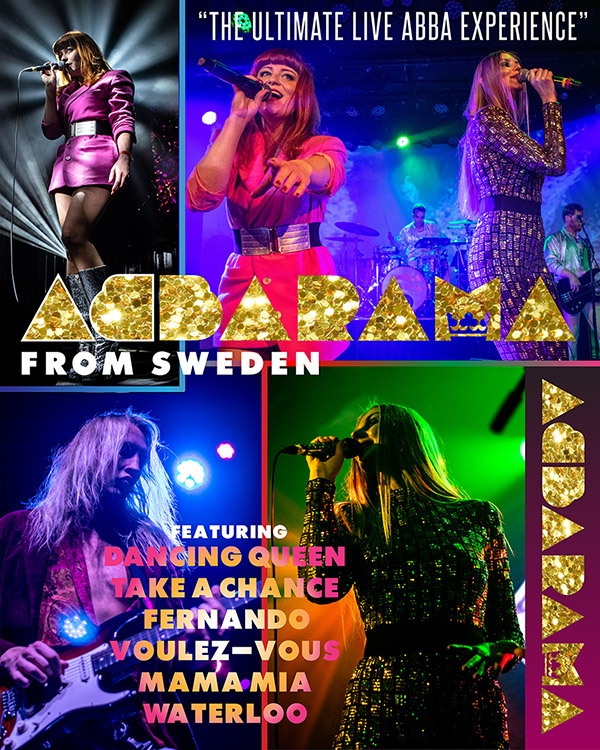 “THE ULTIMATE LIVE ABBA EXPERIENCE”
ABBARAMA
FROM SWEDEN
FEATURING
DANCING QUEEN
TAKE A CHANCE
FERNANDO
VOULEZ–VOUS
MAMA MIA
WATERLOO
ABBARAMA